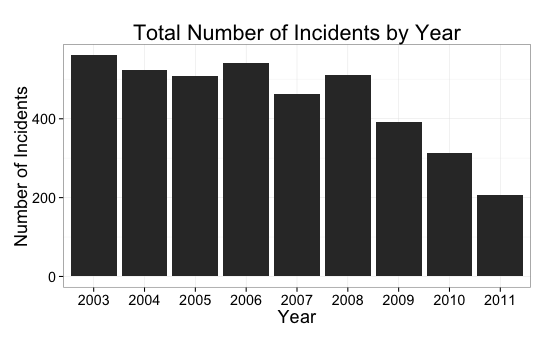 Total Number of Incidents by Year
Number of Incidents
400
200
0
2003 2004 2005 2006 2007 2008 2009 2010 2011
Year